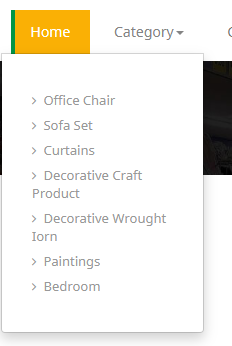 Home Category
Office Chair
Sofa Set
Curtains
Decorative Craft
Product
Decorative Wrought
Iorn
Paintings
Bedroom